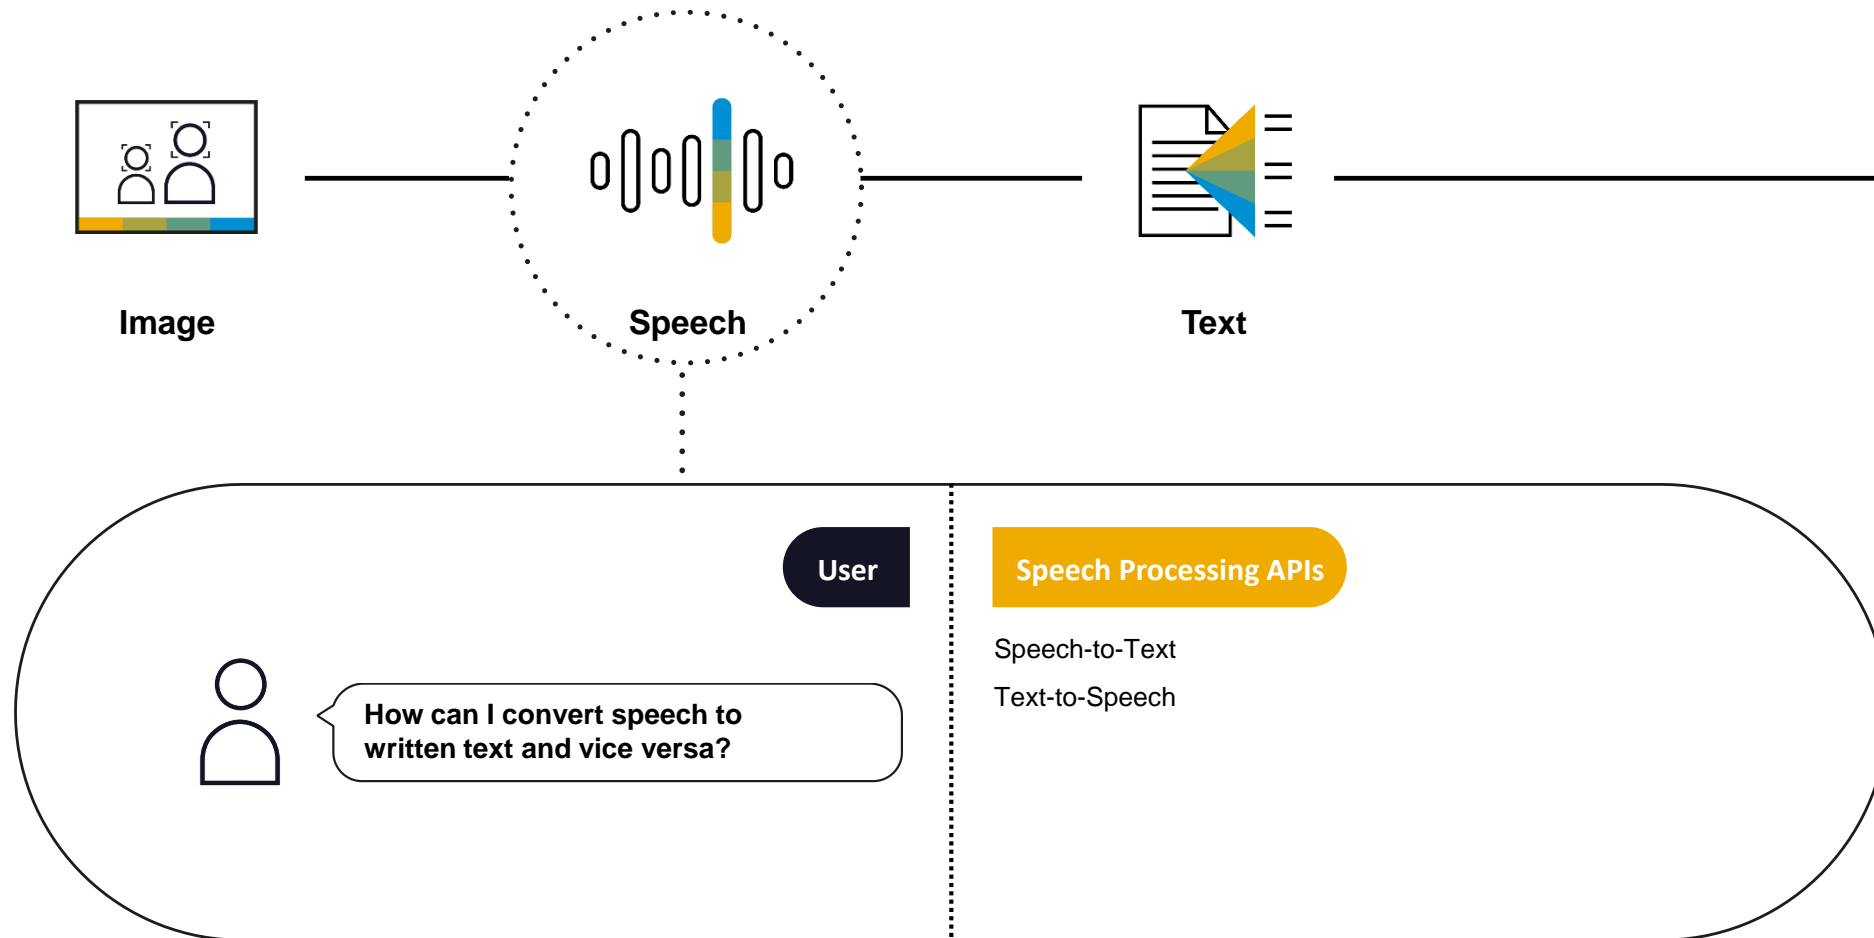 Image
Speech
Text
User
Speech Processing APIs
Speech-to-Text
Text-to-Speech
How can I convert speech to
written text and vice versa?